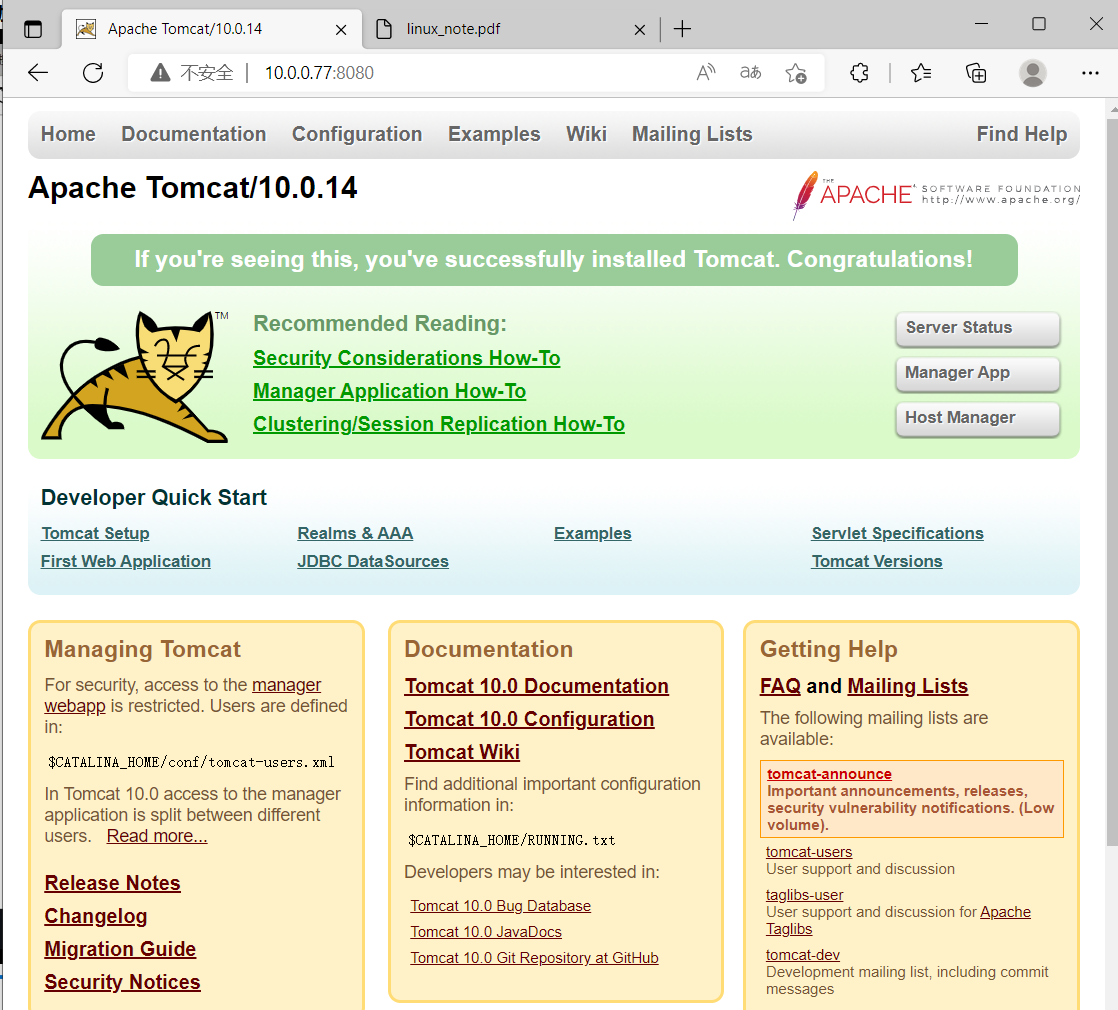 Apache Tomcat/10.0.14
linux_note.pdf
不安全
10.0.0.77:8080
Home Documentation Configuration Examples Wiki Mailing Lists Find Help
Apache Tomcat/10.0.14
THE APACHE SOFTWARE FOUNDATION
http://www.apache.org/
If you're seeing this, you've successfully installed Tomcat. Congratulations!
TM
Recommended Reading:
Security Considerations How-To
Manager Application How-To
Clustering/Session Replication How-To
Server Status
Manager App
Host Manager
Developer Quick Start
Tomcat Setup
First Web Application
Realms & AAA
JDBC DataSources
Examples
Servlet Specifications
Tomcat Versions
Managing Tomcat
For security, access to the manager
webapp is restricted. Users are defined
in:
$CATALINA_HOME/conf/tomcat-users.xml
In Tomcat 10.0 access to the manager
application is split between different
users. Read more...
Release Notes
Changelog
Migration Guide
Security Notices
Documentation
Tomcat 10.0 Documentation
Tomcat 10.0 Configuration
Tomcat Wiki
Find additional important configuration
information in:
$CATALINA_HOME/RUNNING.txt
Developers may be interested in:
Tomcat 10.0 Bug Database
Tomcat 10.0 JavaDocs
Tomcat 10.0 Git Repository at GitHub
Getting Help
FAQ and Mailing Lists
The following mailing lists are
available:
tomcat-announce
Important announcements, releases,
security vulnerability notifications. (Low
volume).
tomcat-users
User support and discussion
taglibs-user
User support and discussion for Apache
Taglibs
tomcat-dev
Development mailing list, including commit
messages